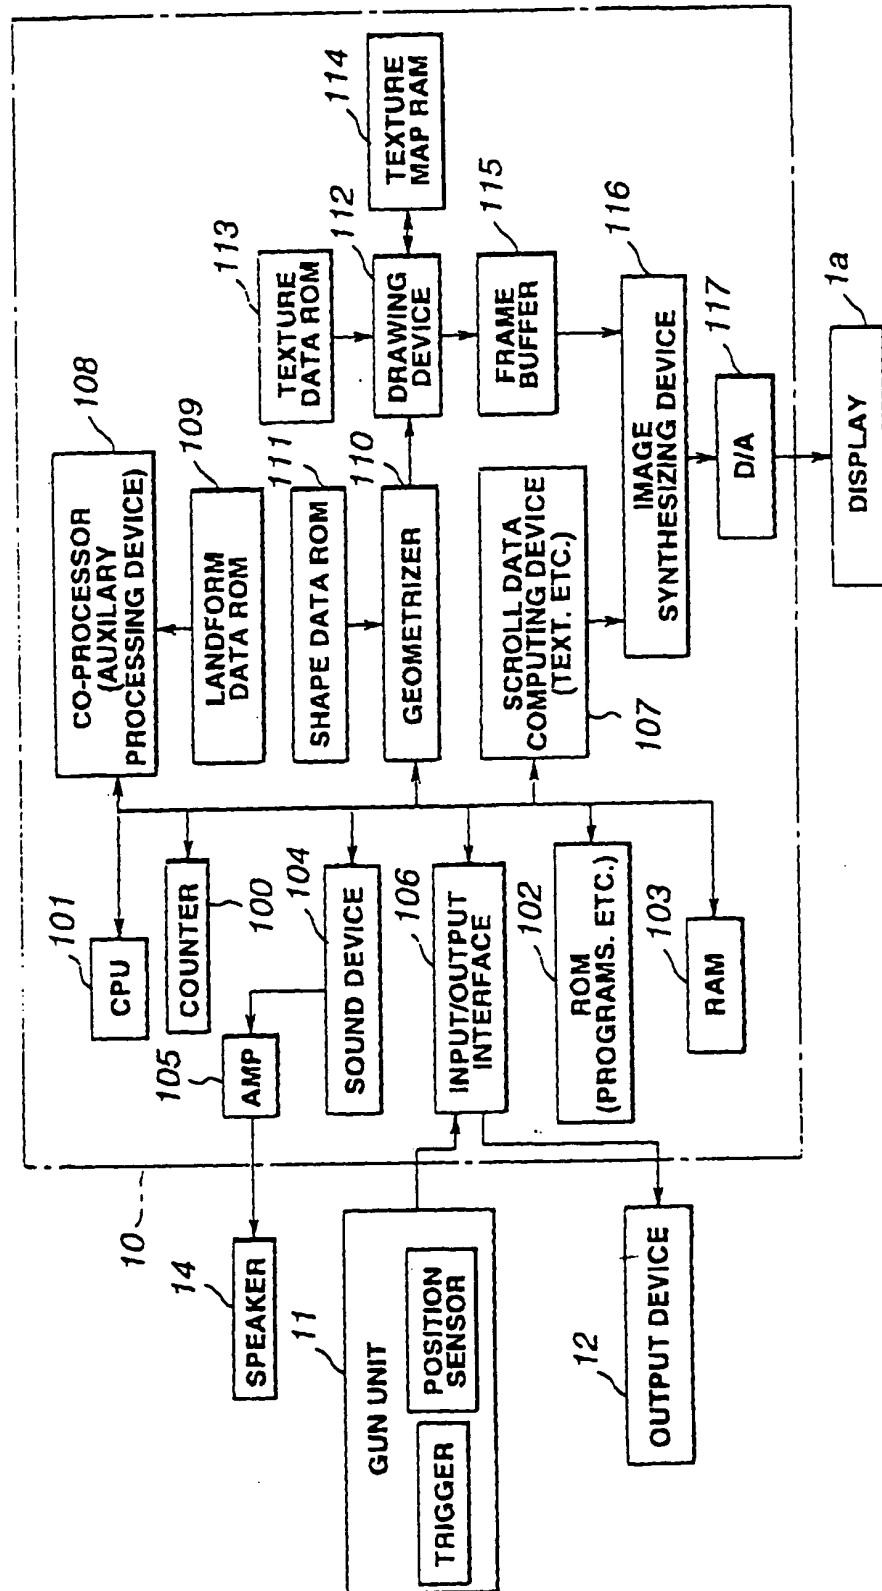 10
101
CPU
COUNTER
100
105
AMP
104
SOUND DEVICE
106
INPUT/OUTPUT
INTERFACE
102
ROM
(PROGRAMS. ETC.)
103
RAM
14
SPEAKER
11
GUN UNIT
TRIGGER
POSITION
SENSOR
12
OUTPUT DEVICE
108
CO-PROCESSOR
(AUXILARY
PROCESSING DEVICE)
109
LANDFORM
DATA ROM
111
SHAPE DATA ROM
110
GEOMETRIZER
SCROLL DATA
COMPUTING DEVICE
(TEXT. ETC.)
107
113
TEXTURE
DATA ROM
112
DRAWING
DEVICE
114
TEXTURE
MAP RAM
115
FRAME
BUFFER
116
IMAGE
SYNTHESIZING DEVICE
117
D/A
1a
DISPLAY